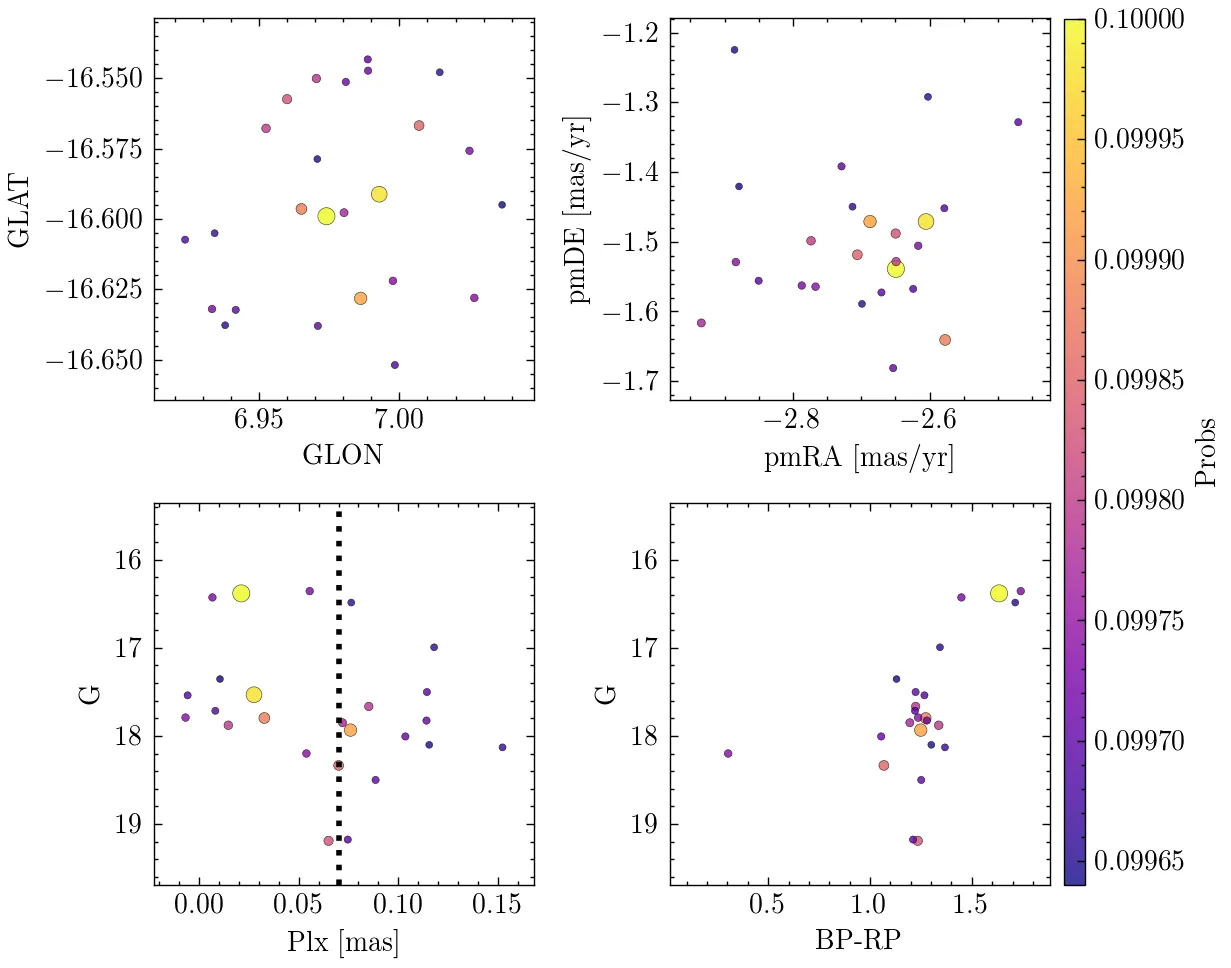 GLAT
−16.550
−16.575
−16.600
−16.625
−16.650
6.95 7.00
GLON
pmDE [mas/yr]
−1.2
−1.3
−1.4
−1.5
−1.6
−1.7
−2.8 −2.6
pmRA [mas/yr]
0.10000
0.09995
0.09990
0.09985
0.09980
0.09975
0.09970
0.09965
Probs
G
16
17
18
19
0.00 0.05 0.10 0.15
Plx [mas]
G
16
17
18
19
0.5 1.0 1.5
BP-RP